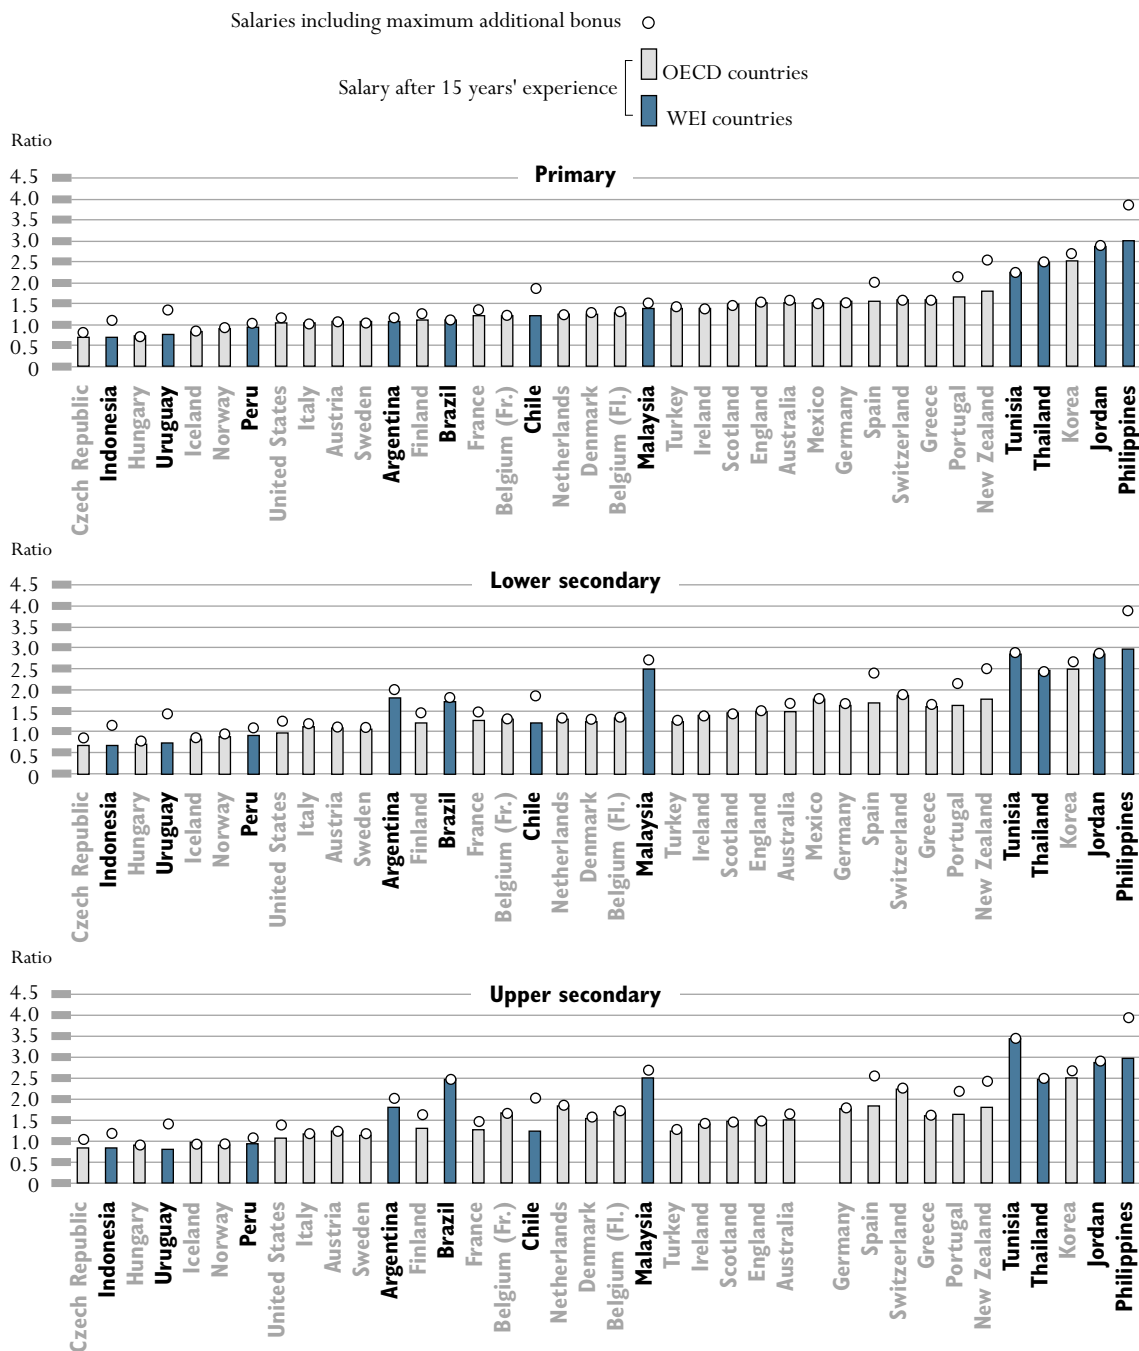 Salaries including maximum additional bonus
Salary after 15 years' experience
OECD countries
WEI countries
Ratio
Primary
4.5
4.0
3.5
3.0
2.5
2.0
1.5
1.0
0.5
0
Czech Republic
Indonesia
Hungary
Uruguay
Iceland
Norway
Peru
United States
Italy
Austria
Sweden
Argentina
Finland
Brazil
France
Belgium (Fr.)
Chile
Netherlands
Denmark
Belgium (Fl.)
Malaysia
Turkey
Ireland
Scotland
England
Australia
Mexico
Germany
Spain
Switzerland
Greece
Portugal
New Zealand
Tunisia
Thailand
Korea
Jordan
Philippines
Ratio
Lower secondary
4.5
4.0
3.5
3.0
2.5
2.0
1.5
1.0
0.5
0
Czech Republic
Indonesia
Hungary
Uruguay
Iceland
Norway
Peru
United States
Italy
Austria
Sweden
Argentina
Finland
Brazil
France
Belgium (Fr.)
Chile
Netherlands
Denmark
Belgium (Fl.)
Malaysia
Turkey
Ireland
Scotland
England
Australia
Mexico
Germany
Spain
Switzerland
Greece
Portugal
New Zealand
Tunisia
Thailand
Korea
Jordan
Philippines
Ratio
Upper secondary
4.5
4.0
3.5
3.0
2.5
2.0
1.5
1.0
0.5
0
Czech Republic
Indonesia
Hungary
Uruguay
Iceland
Norway
Peru
United States
Italy
Austria
Sweden
Argentina
Finland
Brazil
France
Belgium (Fr.)
Chile
Netherlands
Denmark
Belgium (Fl.)
Malaysia
Turkey
Ireland
Scotland
England
Australia
Germany
Spain
Switzerland
Greece
Portugal
New Zealand
Tunisia
Thailand
Korea
Jordan
Philippines